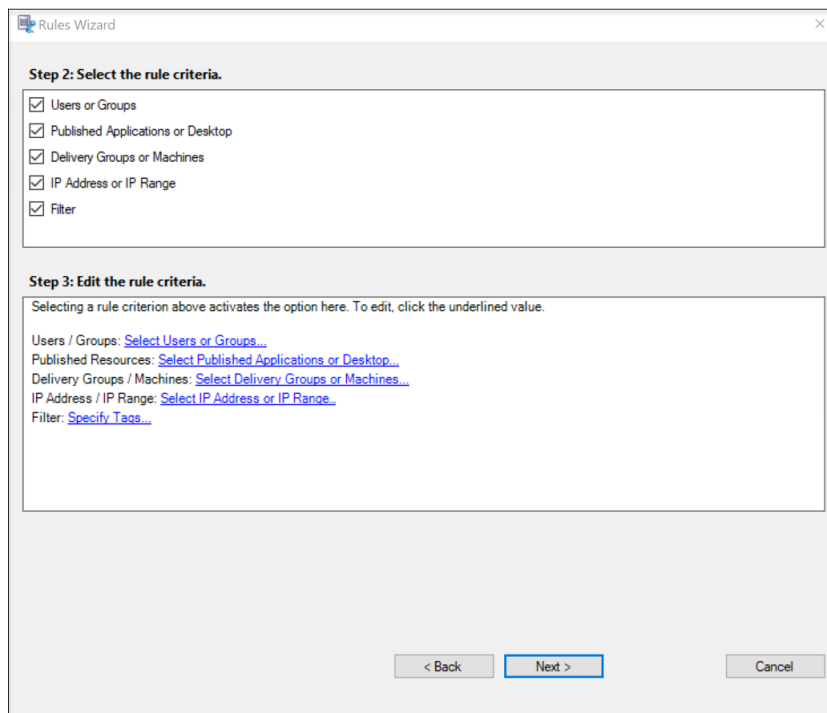 Rules Wizard
Step 2: Select the rule criteria.
Users or Groups
Published Applications or Desktop
Delivery Groups or Machines
IP Address or IP Range
Filter
Step 3: Edit the rule criteria.
Selecting a rule criterion above activates the option here. To edit, click the underlined value.
Users / Groups: Select Users or Groups...
Published Resources: Select Published Applications or Desktop...
Delivery Groups / Machines: Select Delivery Groups or Machines...
IP Address / IP Range: Select IP Address or IP Range..
Filter: Specify Tags...
< Back Next > Cancel